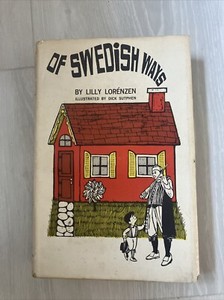 OF SWEDISH WAYS
BY LILLY LORÉNZEN
ILLUSTRATED BY DICK SUTPHEN